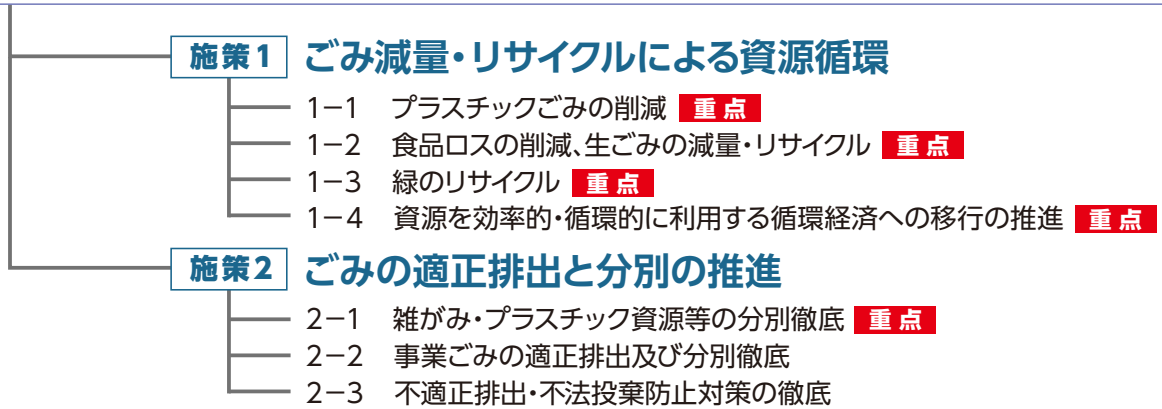 施策1 ごみ減量・リサイクルによる資源循環
1−1 プラスチックごみの削減 重点
1−2 食品ロスの削減、生ごみの減量・リサイクル 重点
1−3 緑のリサイクル 重点
1−4 資源を効率的・循環的に利用する循環経済への移行の推進 重点
施策2 ごみの適正排出と分別の推進
2−1 雑がみ・プラスチック資源等の分別徹底 重点
2−2 事業ごみの適正排出及び分別徹底
2−3 不適正排出・不法投棄防止対策の徹底